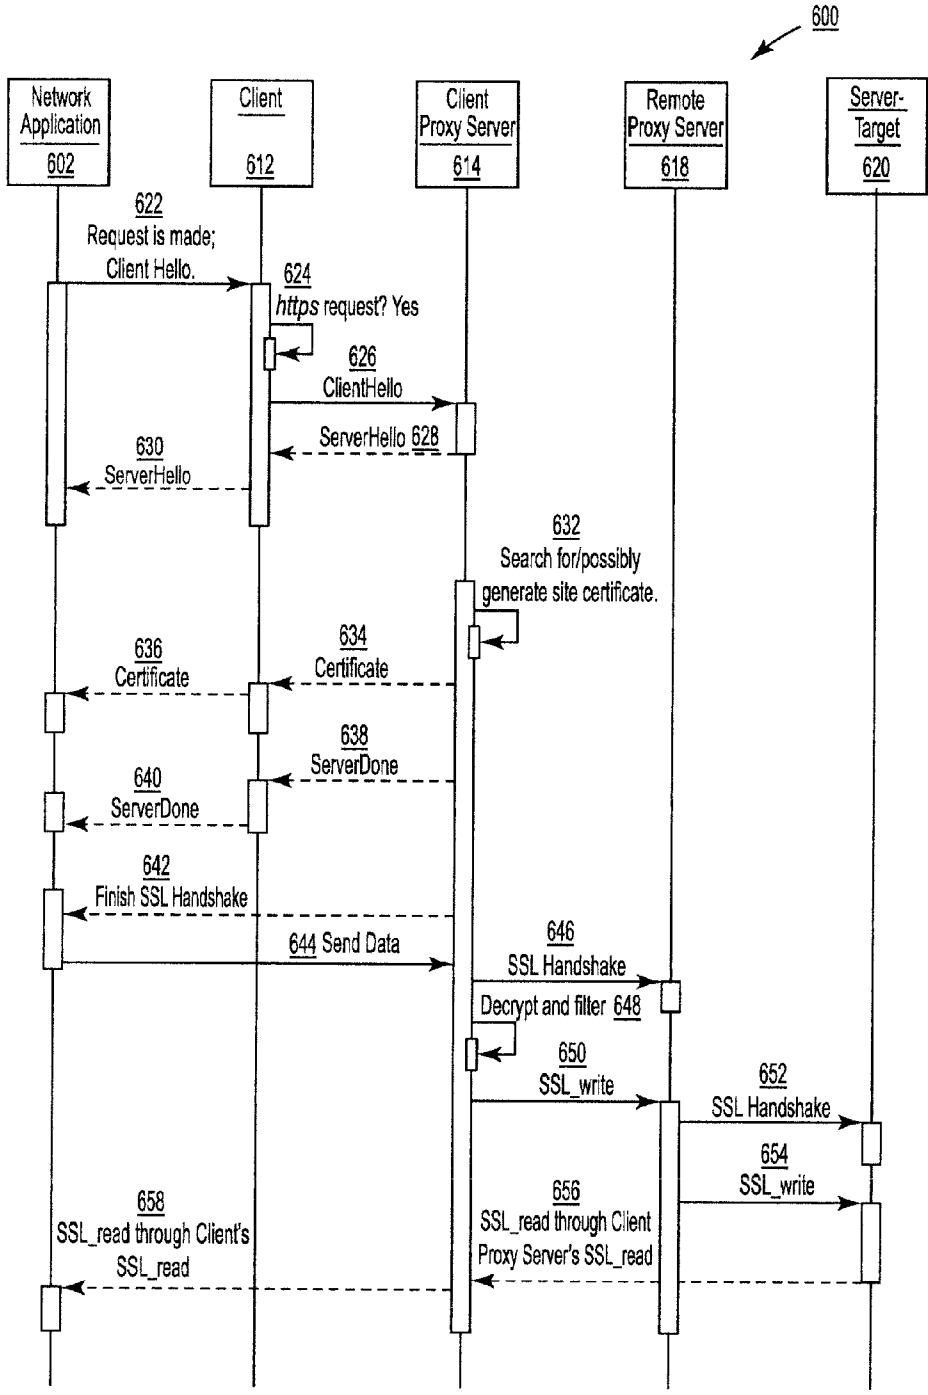 600
Network
Application
602
Client
612
Client
Proxy Server
614
Remote
Proxy Server
618
Server-
Target
620
622
Request is made;
Client Hello.
624
https request? Yes
626
ClientHello
ServerHello 628
630
ServerHello
632
Search for/possibly
generate site certificate.
634
Certificate
636
Certificate
638
ServerDone
640
ServerDone
642
Finish SSL Handshake
644 Send Data
646
SSL Handshake
Decrypt and filter 648
650
SSL_write
652
SSL Handshake
654
SSL_write
656
SSL_read through Client
Proxy Server's SSL_read
658
SSL_read through Client's
SSL_read